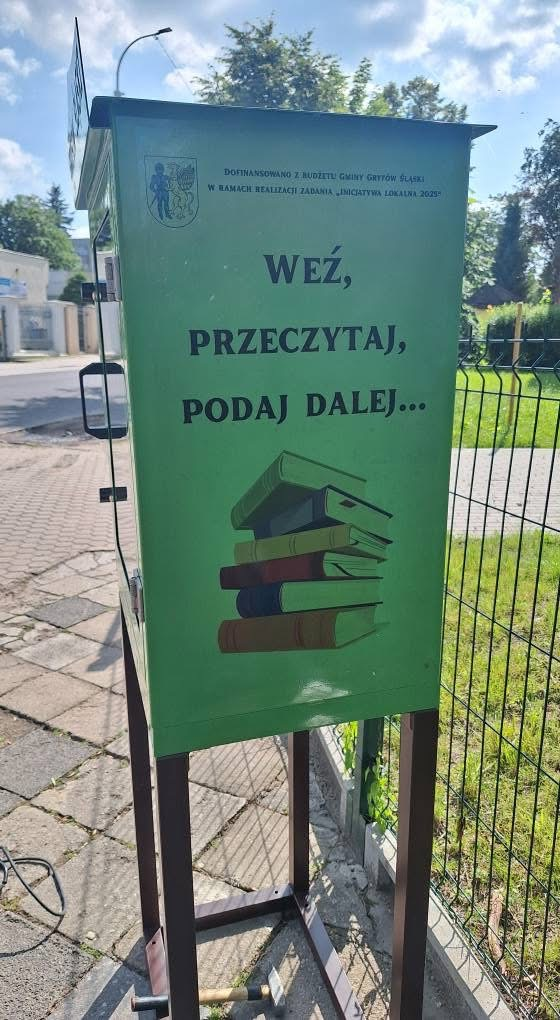 Dofinansowano z budżetu Gminy Gryfów Śląski
w ramach realizacji zadania „Inicjatywa lokalna 2025”
Weź,
przeczytaj,
podaj dalej...